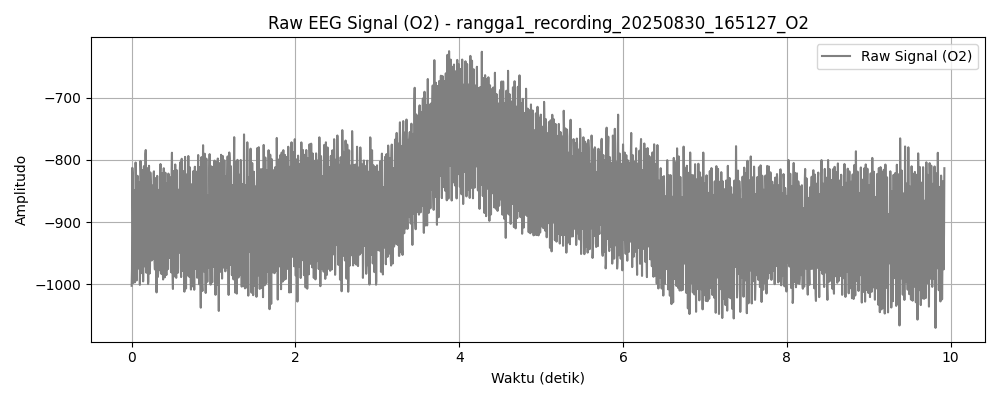 Raw EEG Signal (O2) - rangga1_recording_20250830_165127_O2
Raw Signal (O2)
Amplitudo
−700
−800
−900
−1000
0 2 4 6 8 10
Waktu (detik)